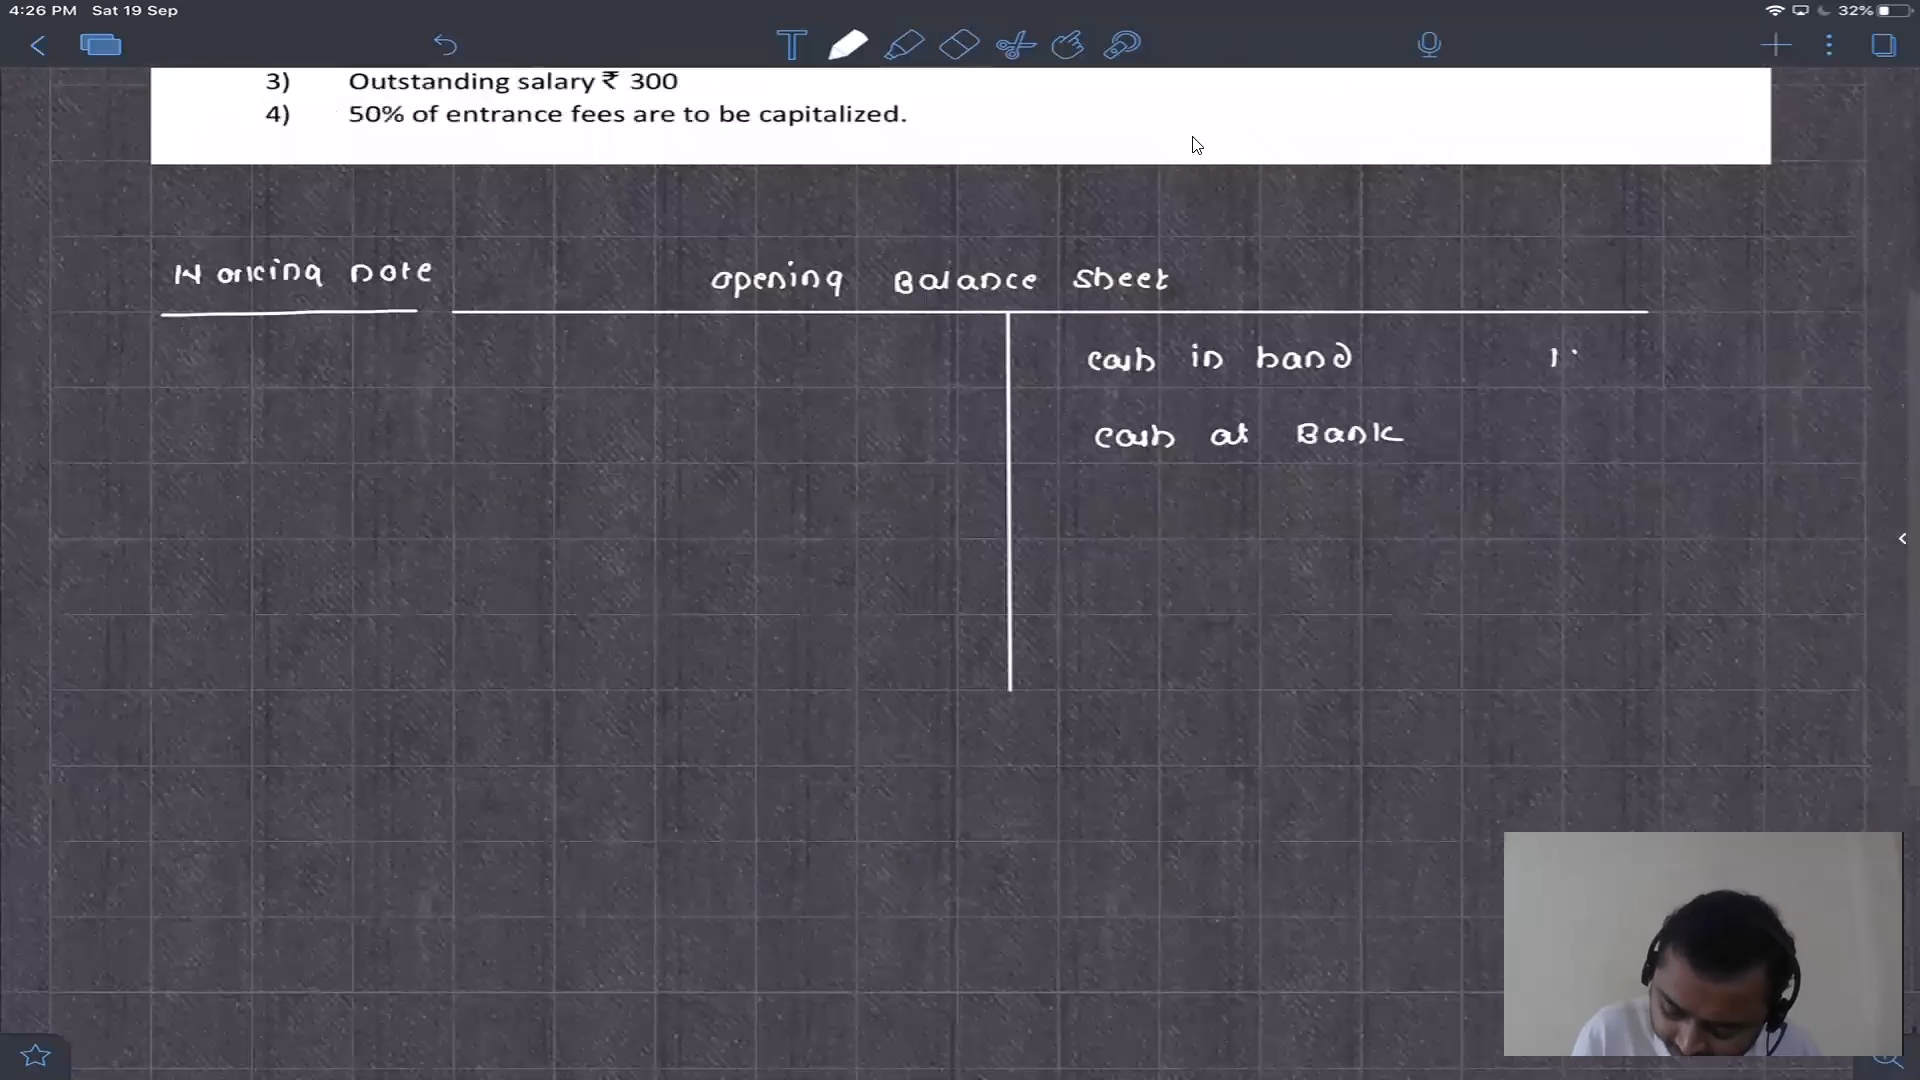 4:26 PM Sat 19 Sep
32%
3) Outstanding salary ₹ 300
4) 50% of entrance fees are to be capitalized.
Working note
opening Balance sheet
cash in hand
cash at Bank